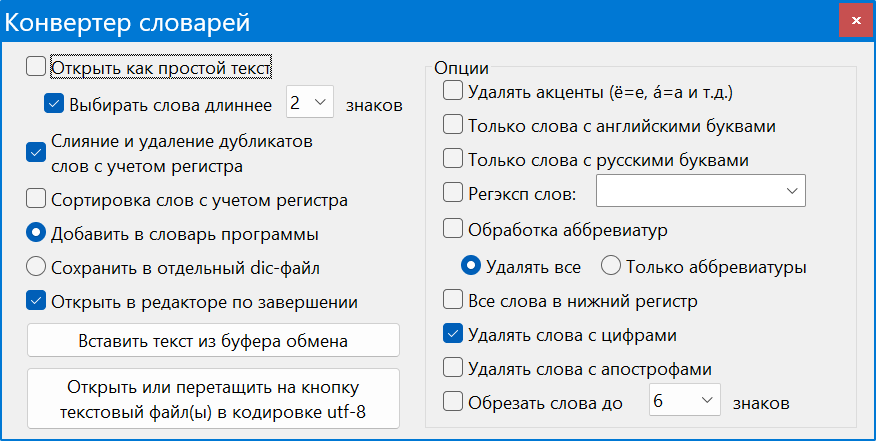 Конвертер словарей
Открыть как простой текст
Выбирать слова длиннее 2 знаков
Слияние и удаление дубликатов
слов с учетом регистра
Сортировка слов с учетом регистра
Добавить в словарь программы
Сохранить в отдельный dic-файл
Открыть в редакторе по завершении
Вставить текст из буфера обмена
Открыть или перетащить на кнопку
текстовый файл(ы) в кодировке utf-8
Опции
Удалять акценты (ё=е, á=a и т.д.)
Только слова с английскими буквами
Только слова с русскими буквами
Регэксп слов:
Обработка аббревиатур
Удалять все Только аббревиатуры
Все слова в нижний регистр
Удалять слова с цифрами
Удалять слова с апострофами
Обрезать слова до 6 знаков